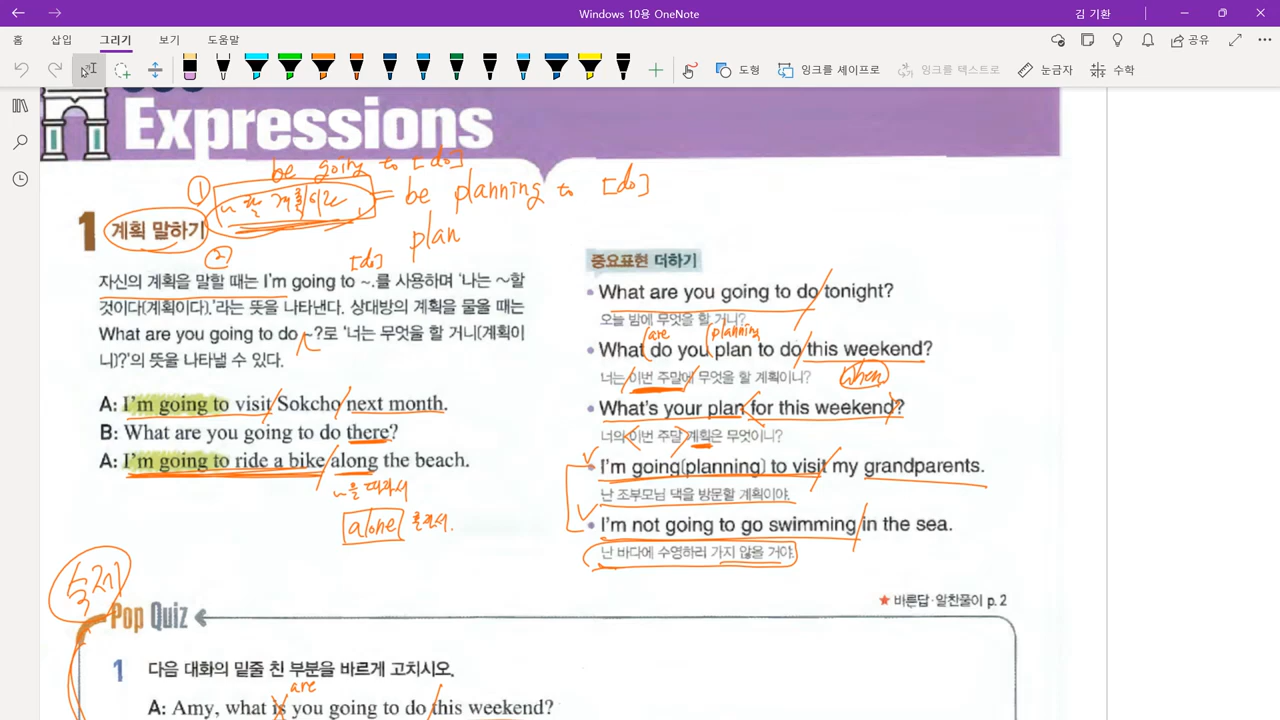 Windows 10용 OneNote
김 기환
홈 삽입 그리기 보기 도움말
공유
도형 잉크를 셰이프로 잉크를 텍스트로 눈금자 수학
Expressions
be going to [do]
① ~할 계획이다 = be planning to [do]
plan
1 계획 말하기
②
[do]
자신의 계획을 말할 때는 I'm going to ~.를 사용하며 '나는 ~할
것이다(계획이다).'라는 뜻을 나타낸다. 상대방의 계획을 물을 때는
What are you going to do ~?로 '너는 무엇을 할 거니(계획이
니)?'의 뜻을 나타낼 수 있다.
A: I'm going to visit Sokcho next month.
B: What are you going to do there?
A: I'm going to ride a bike along the beach.
~을 따라서
alone 혼자서.
중요표현 더하기
• What are you going to do tonight?
오늘 밤에 무엇을 할 거니?
are planning
• What do you plan to do this weekend?
너는 이번 주말에 무엇을 할 계획이니?
when
• What's your plan for this weekend?
너의 이번 주말 계획은 무엇이니?
• I'm going(planning) to visit my grandparents.
난 조부모님 댁을 방문할 계획이야.
• I'm not going to go swimming in the sea.
난 바다에 수영하러 가지 않을 거야.
숙제
★ 바른답·알찬풀이 p.2
Pop Quiz
1 다음 대화의 밑줄 친 부분을 바르게 고치시오.
are
A: Amy, what is you going to do this weekend?